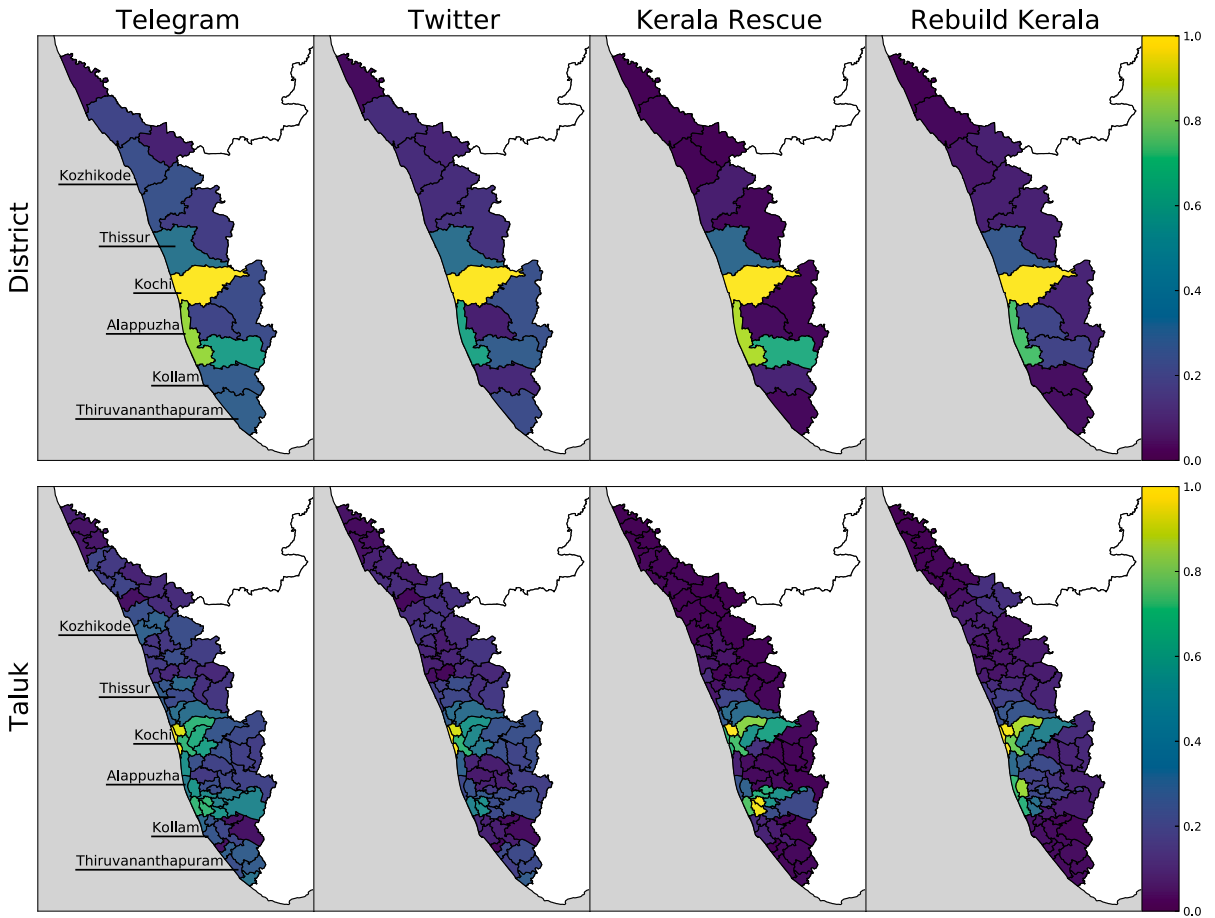 Telegram Twitter Kerala Rescue Rebuild Kerala
District
Kozhikode
Thissur
Kochi
Alappuzha
Kollam
Thiruvananthapuram
1.0
0.8
0.6
0.4
0.2
0.0
Taluk
Kozhikode
Thissur
Kochi
Alappuzha
Kollam
Thiruvananthapuram
1.0
0.8
0.6
0.4
0.2
0.0